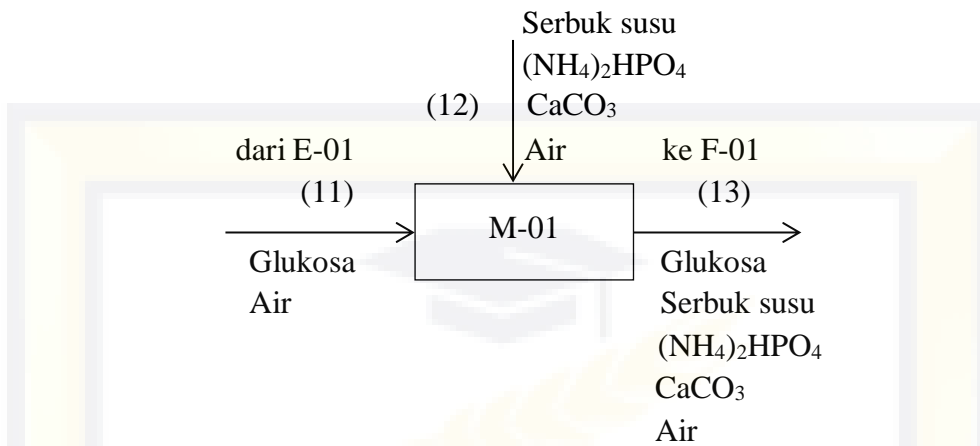 Serbuk susu
(NH₄)₂HPO₄
(12) CaCO₃
dari E-01 Air ke F-01
(11) (13)
M-01
Glukosa Glukosa
Air Serbuk susu
(NH₄)₂HPO₄
CaCO₃
Air